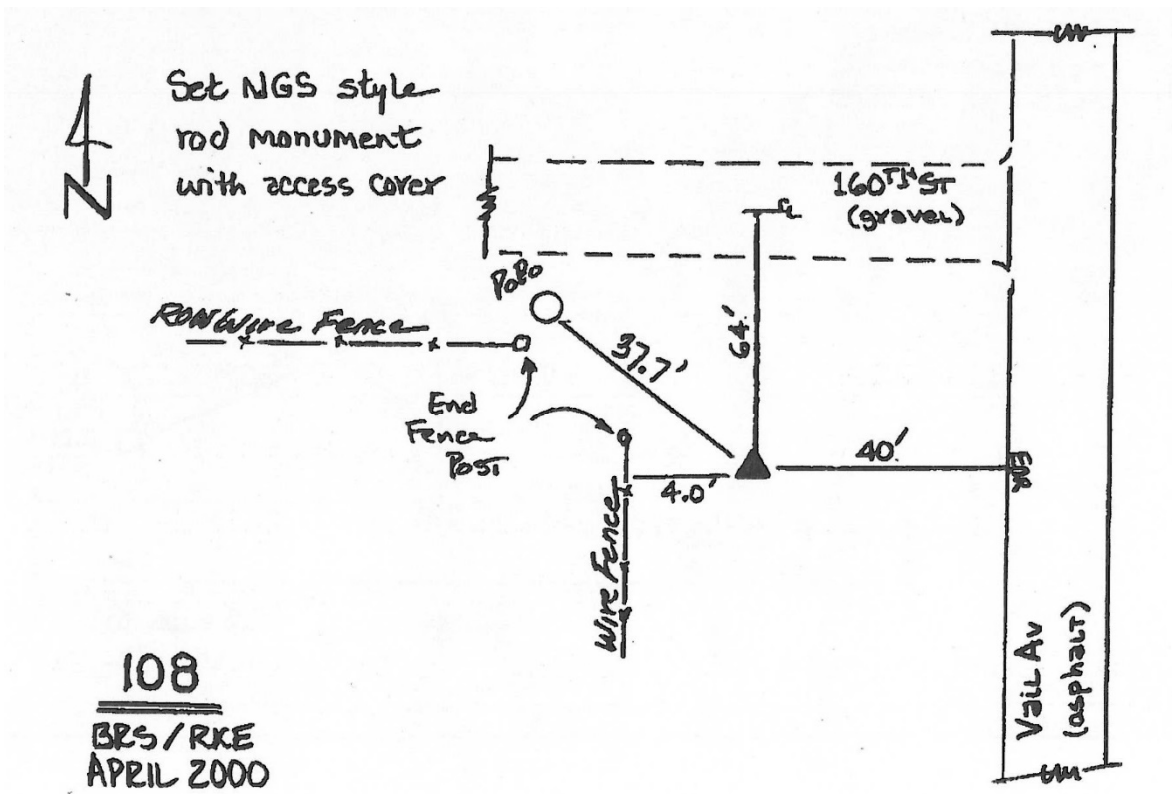 Set NGS style
rod monument
with access cover
N
160TH ST
(gravel)
CL
PoPo
ROW Wire Fence
64'
37.7'
End
Fence
Post
40'
4.0'
Wire Fence
Vail Av
(asphalt)
108
BRS/RKE
APRIL 2000